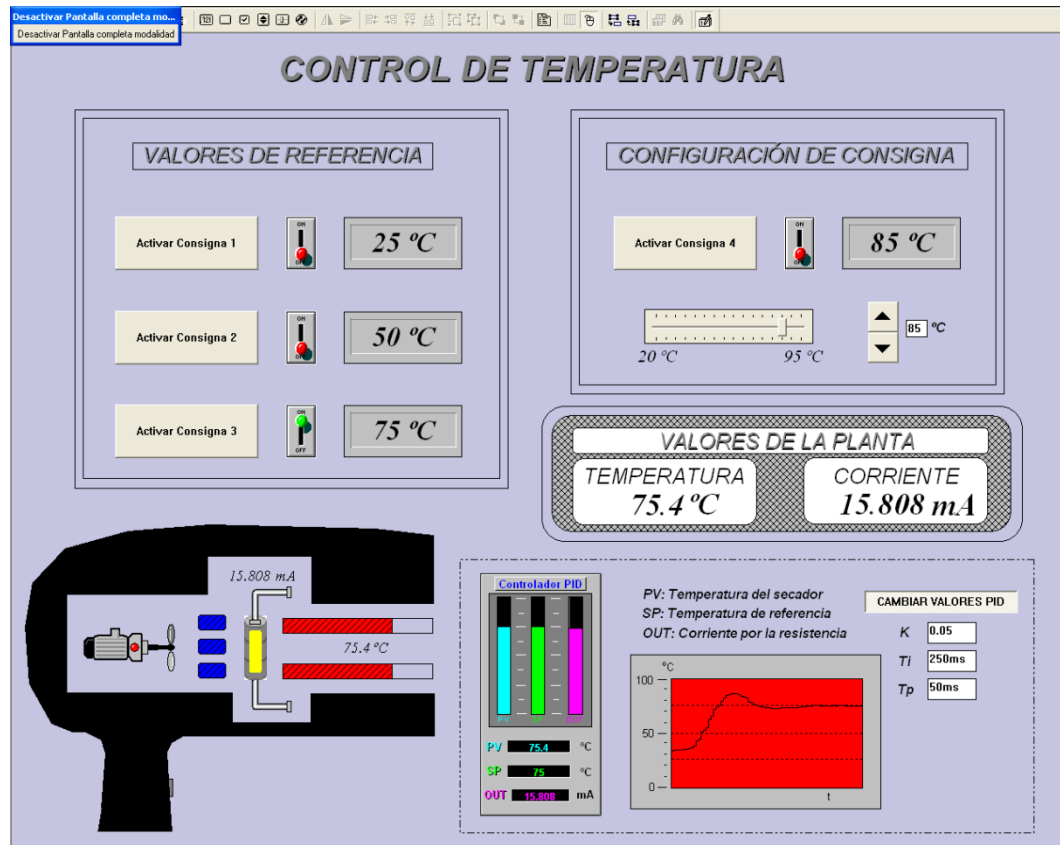 Desactivar Pantalla completa mo...
Desactivar Pantalla completa modalidad
CONTROL DE TEMPERATURA
VALORES DE REFERENCIA
Activar Consigna 1
ON
OFF
25 ºC
Activar Consigna 2
ON
OFF
50 ºC
Activar Consigna 3
ON
OFF
75 ºC
CONFIGURACIÓN DE CONSIGNA
Activar Consigna 4
ON
OFF
85 ºC
20 ºC
95 ºC
85 ºC
VALORES DE LA PLANTA
TEMPERATURA
75.4 ºC
CORRIENTE
15.808 mA
15.808 mA
75.4 ºC
Controlador PID
PV SP OUT
PV 75.4 ºC
SP 75 ºC
OUT 15.808 mA
PV: Temperatura del secador
SP: Temperatura de referencia
OUT: Corriente por la resistencia
CAMBIAR VALORES PID
K 0.05
TI 250ms
Tp 50ms
ºC
100
50
0
t